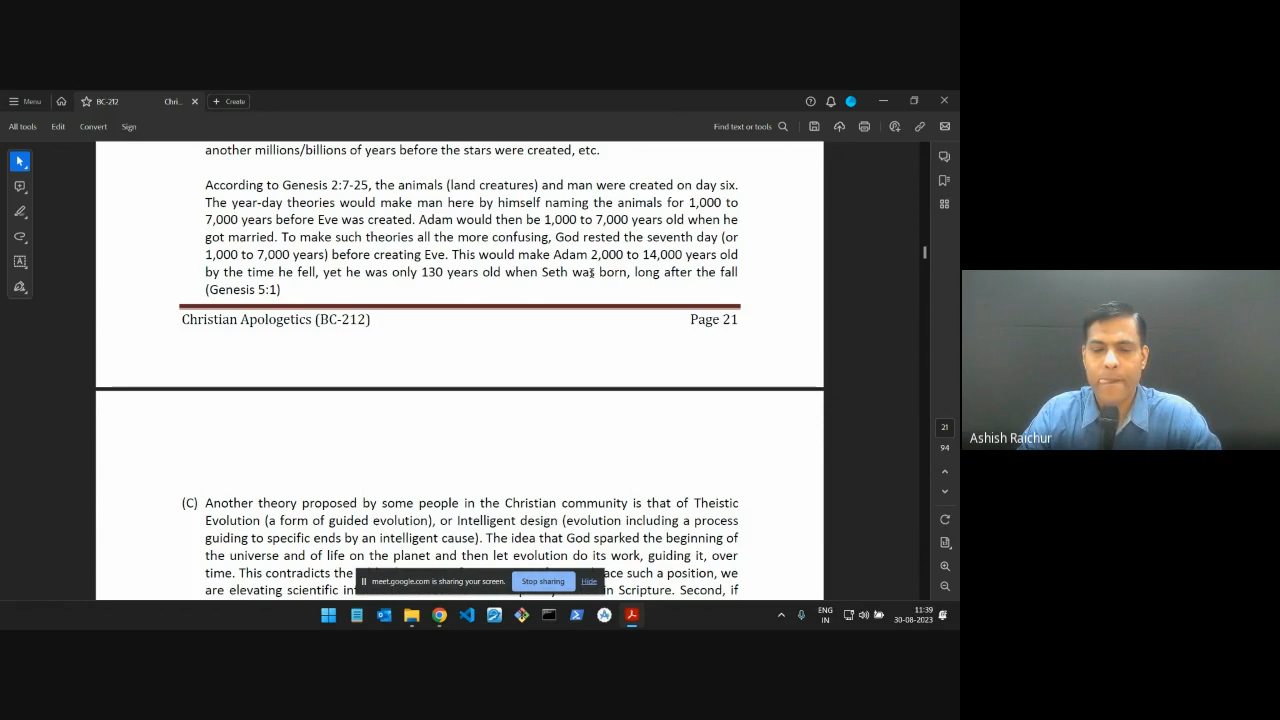 Menu
BC-212
Chri...
Create
All tools
Edit
Convert
Sign
Find text or tools
another millions/billions of years before the stars were created, etc.
According to Genesis 2:7-25, the animals (land creatures) and man were created on day six.
The year-day theories would make man here by himself naming the animals for 1,000 to
7,000 years before Eve was created. Adam would then be 1,000 to 7,000 years old when he
got married. To make such theories all the more confusing, God rested the seventh day (or
1,000 to 7,000 years) before creating Eve. This would make Adam 2,000 to 14,000 years old
by the time he fell, yet he was only 130 years old when Seth was born, long after the fall
(Genesis 5:1)
Christian Apologetics (BC-212)
Page 21
(C) Another theory proposed by some people in the Christian community is that of Theistic
Evolution (a form of guided evolution), or Intelligent design (evolution including a process
guiding to specific ends by an intelligent cause). The idea that God sparked the beginning of
the universe and of life on the planet and then let evolution do its work, guiding it, over
time. This contradicts the such a position, we
are elevating scientific in Scripture. Second, if
meet.google.com is sharing your screen.
Stop sharing
Hide
21
94
ENG
IN
11:39
30-08-2023
Ashish Raichur